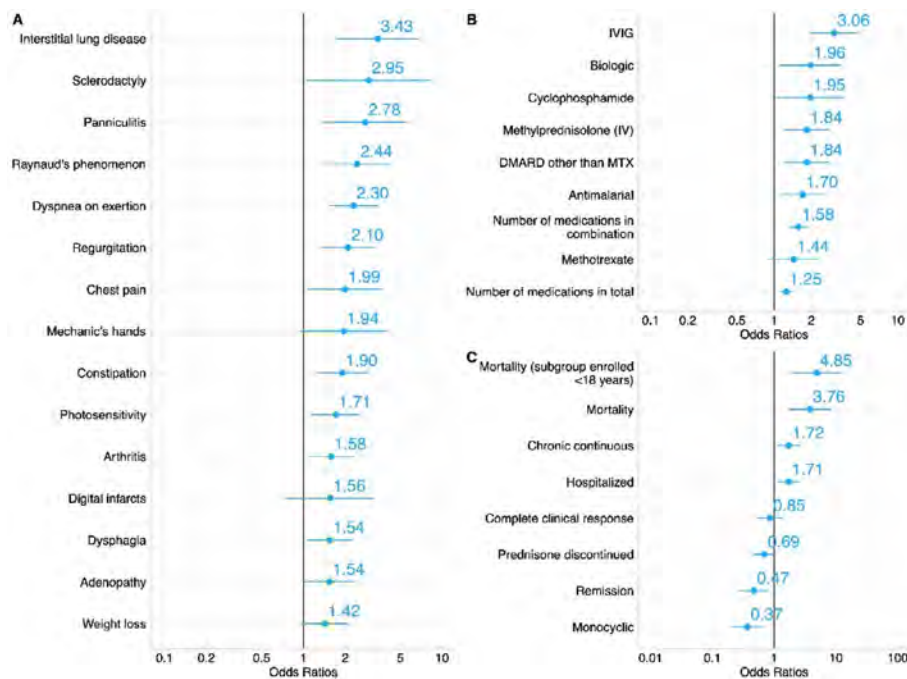 A
Interstitial lung disease
3.43
Sclerodactyly
2.95
Panniculitis
2.78
Raynaud's phenomenon
2.44
Dyspnea on exertion
2.30
Regurgitation
2.10
Chest pain
1.99
Mechanic's hands
1.94
Constipation
1.90
Photosensitivity
1.71
Arthritis
1.58
Digital infarcts
1.56
Dysphagia
1.54
Adenopathy
1.54
Weight loss
1.42
0.1 0.2 0.5 1 2 5 10
Odds Ratios
B
IVIG
3.06
Biologic
1.96
Cyclophosphamide
1.95
Methylprednisolone (IV)
1.84
DMARD other than MTX
1.84
Antimalarial
1.70
Number of medications in
combination
1.58
Methotrexate
1.44
Number of medications in total
1.25
0.1 0.2 0.5 1 2 5 10
Odds Ratios
C
Mortality (subgroup enrolled
<18 years)
4.85
Mortality
3.76
Chronic continuous
1.72
Hospitalized
1.71
Complete clinical response
0.85
Prednisone discontinued
0.69
Remission
0.47
Monocyclic
0.37
0.01 0.1 1 10 100
Odds Ratios